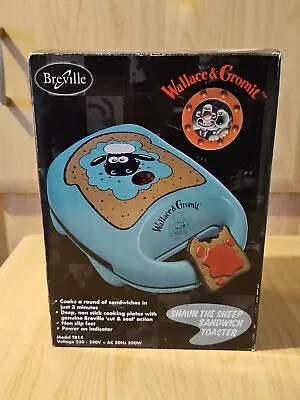 Breville
Wallace & Gromit™
Wallace & Gromit
• Cooks a round of sandwiches in
just 3 minutes
• Deep, non stick cooking plates with
genuine Breville 'cut & seal' action
• Non slip feet
• Power on indicator
Model TR14
Voltage 230 - 240V ~ AC 50Hz 800W
SHAUN THE SHEEP
SANDWICH
TOASTER